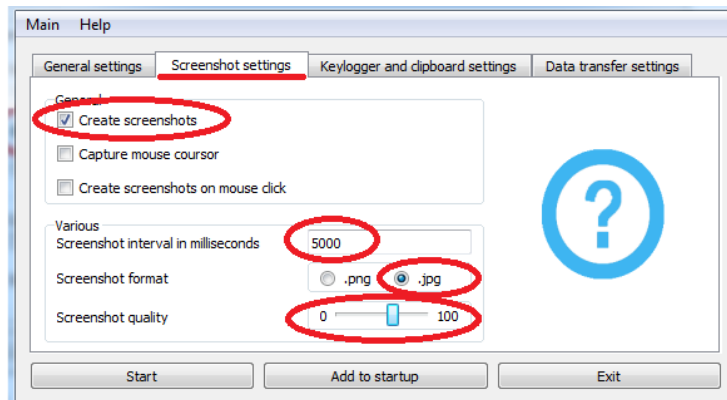 Main Help
General settings Screenshot settings Keylogger and clipboard settings Data transfer settings
General
Create screenshots
Capture mouse coursor
Create screenshots on mouse click
Various
Screenshot interval in milliseconds 5000
Screenshot format .png .jpg
Screenshot quality 0 100
Start Add to startup Exit